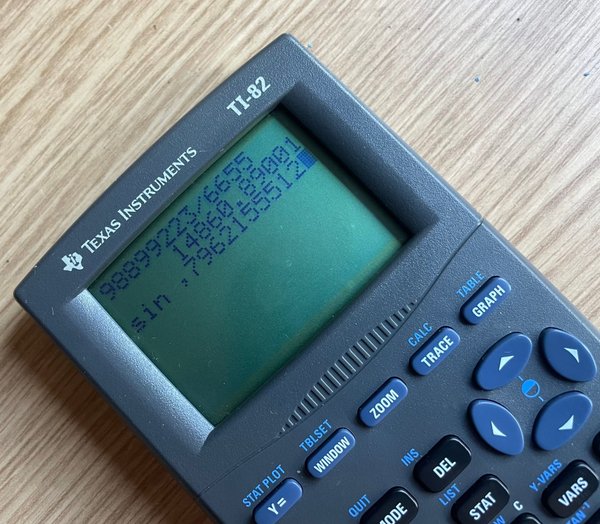 TI-82
TEXAS INSTRUMENTS
98899223/6655
14860.89001
sin .7962155512
TABLE
GRAPH
CALC
TRACE
ZOOM
TBLSET
WINDOW
STAT PLOT
Y=
INS
DEL
QUIT
MODE
LIST
STAT
Y-VARS
VARS
C